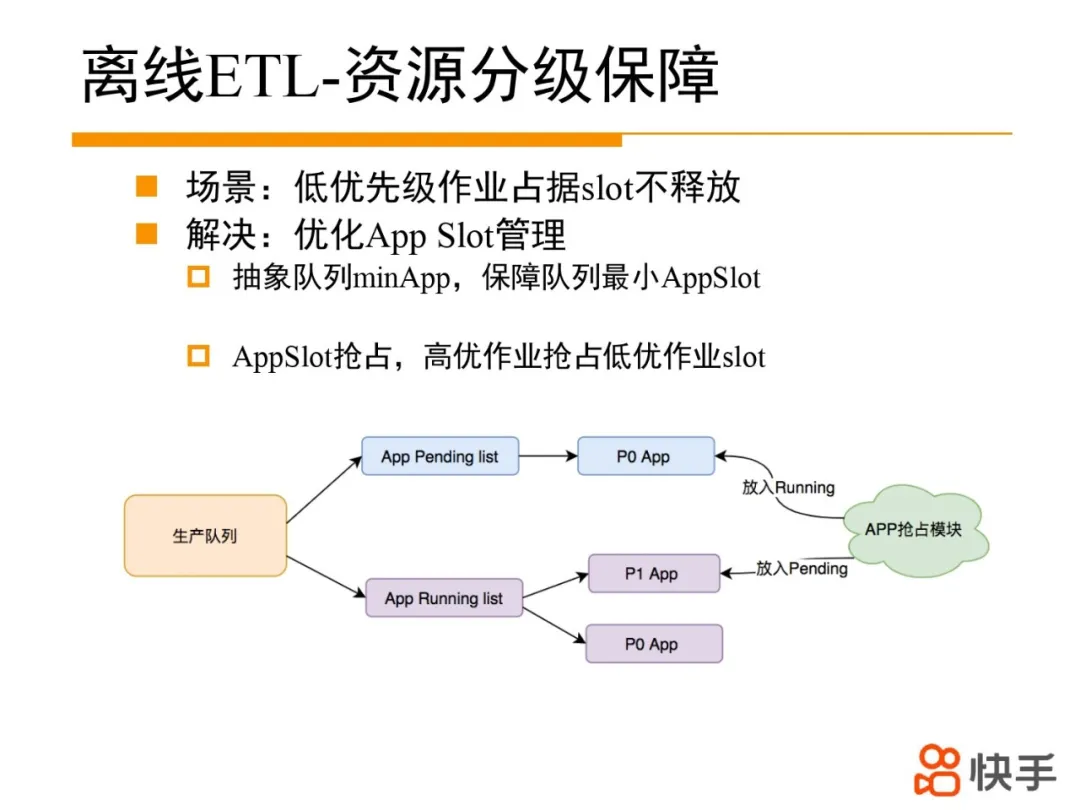 离线ETL-资源分级保障
场景：低优先级作业占据slot不释放
解决：优化App Slot管理
抽象队列minApp，保障队列最小AppSlot
AppSlot抢占，高优作业抢占低优作业slot
App Pending list
P0 App
放入Running
生产队列
APP抢占模块
P1 App
放入Pending
App Running list
P0 App
快手